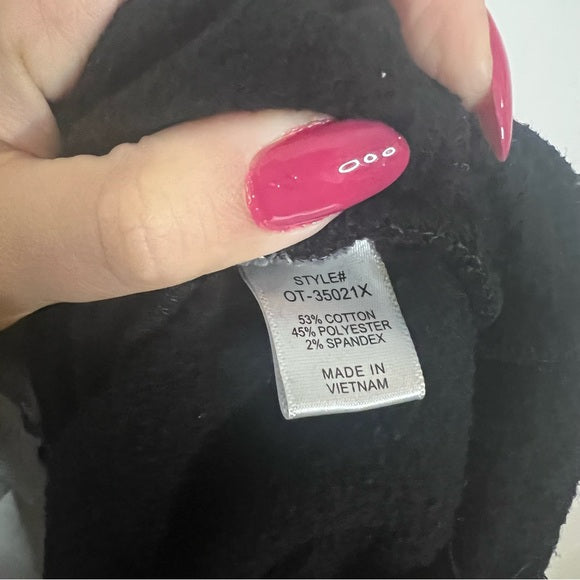 STYLE#
OT-35021X
53% COTTON
45% POLYESTER
2% SPANDEX
MADE IN
VIETNAM